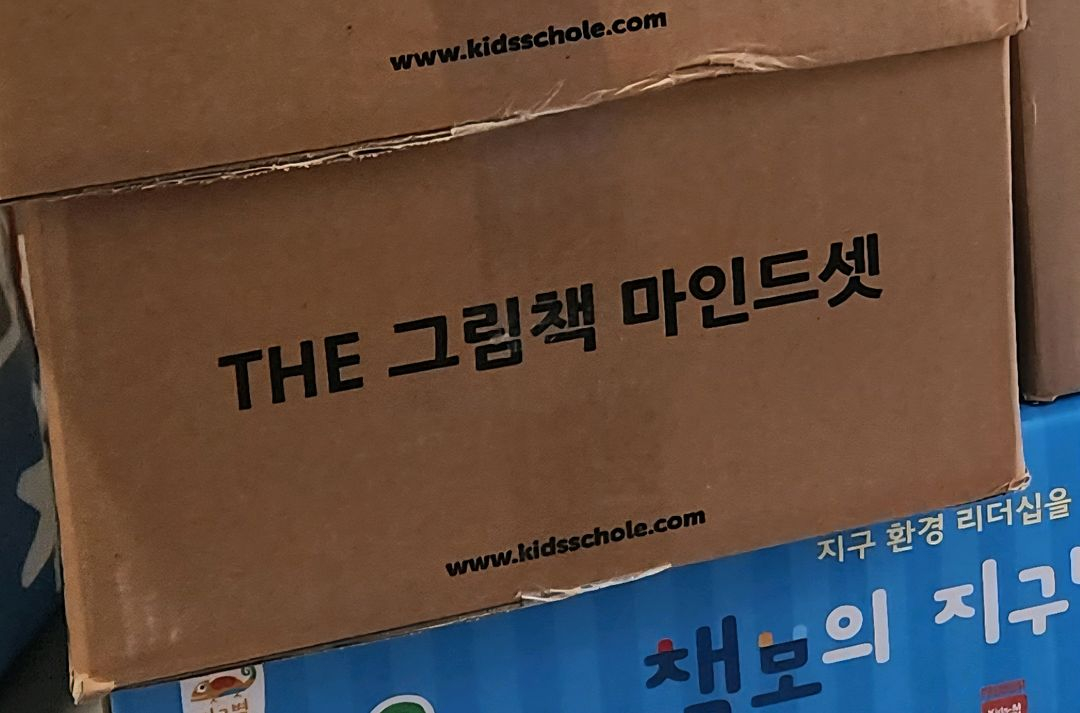 www.kidsschole.com
THE 그림책 마인드셋
www.kidsschole.com
지구 환경 리더십을
책보의 지구